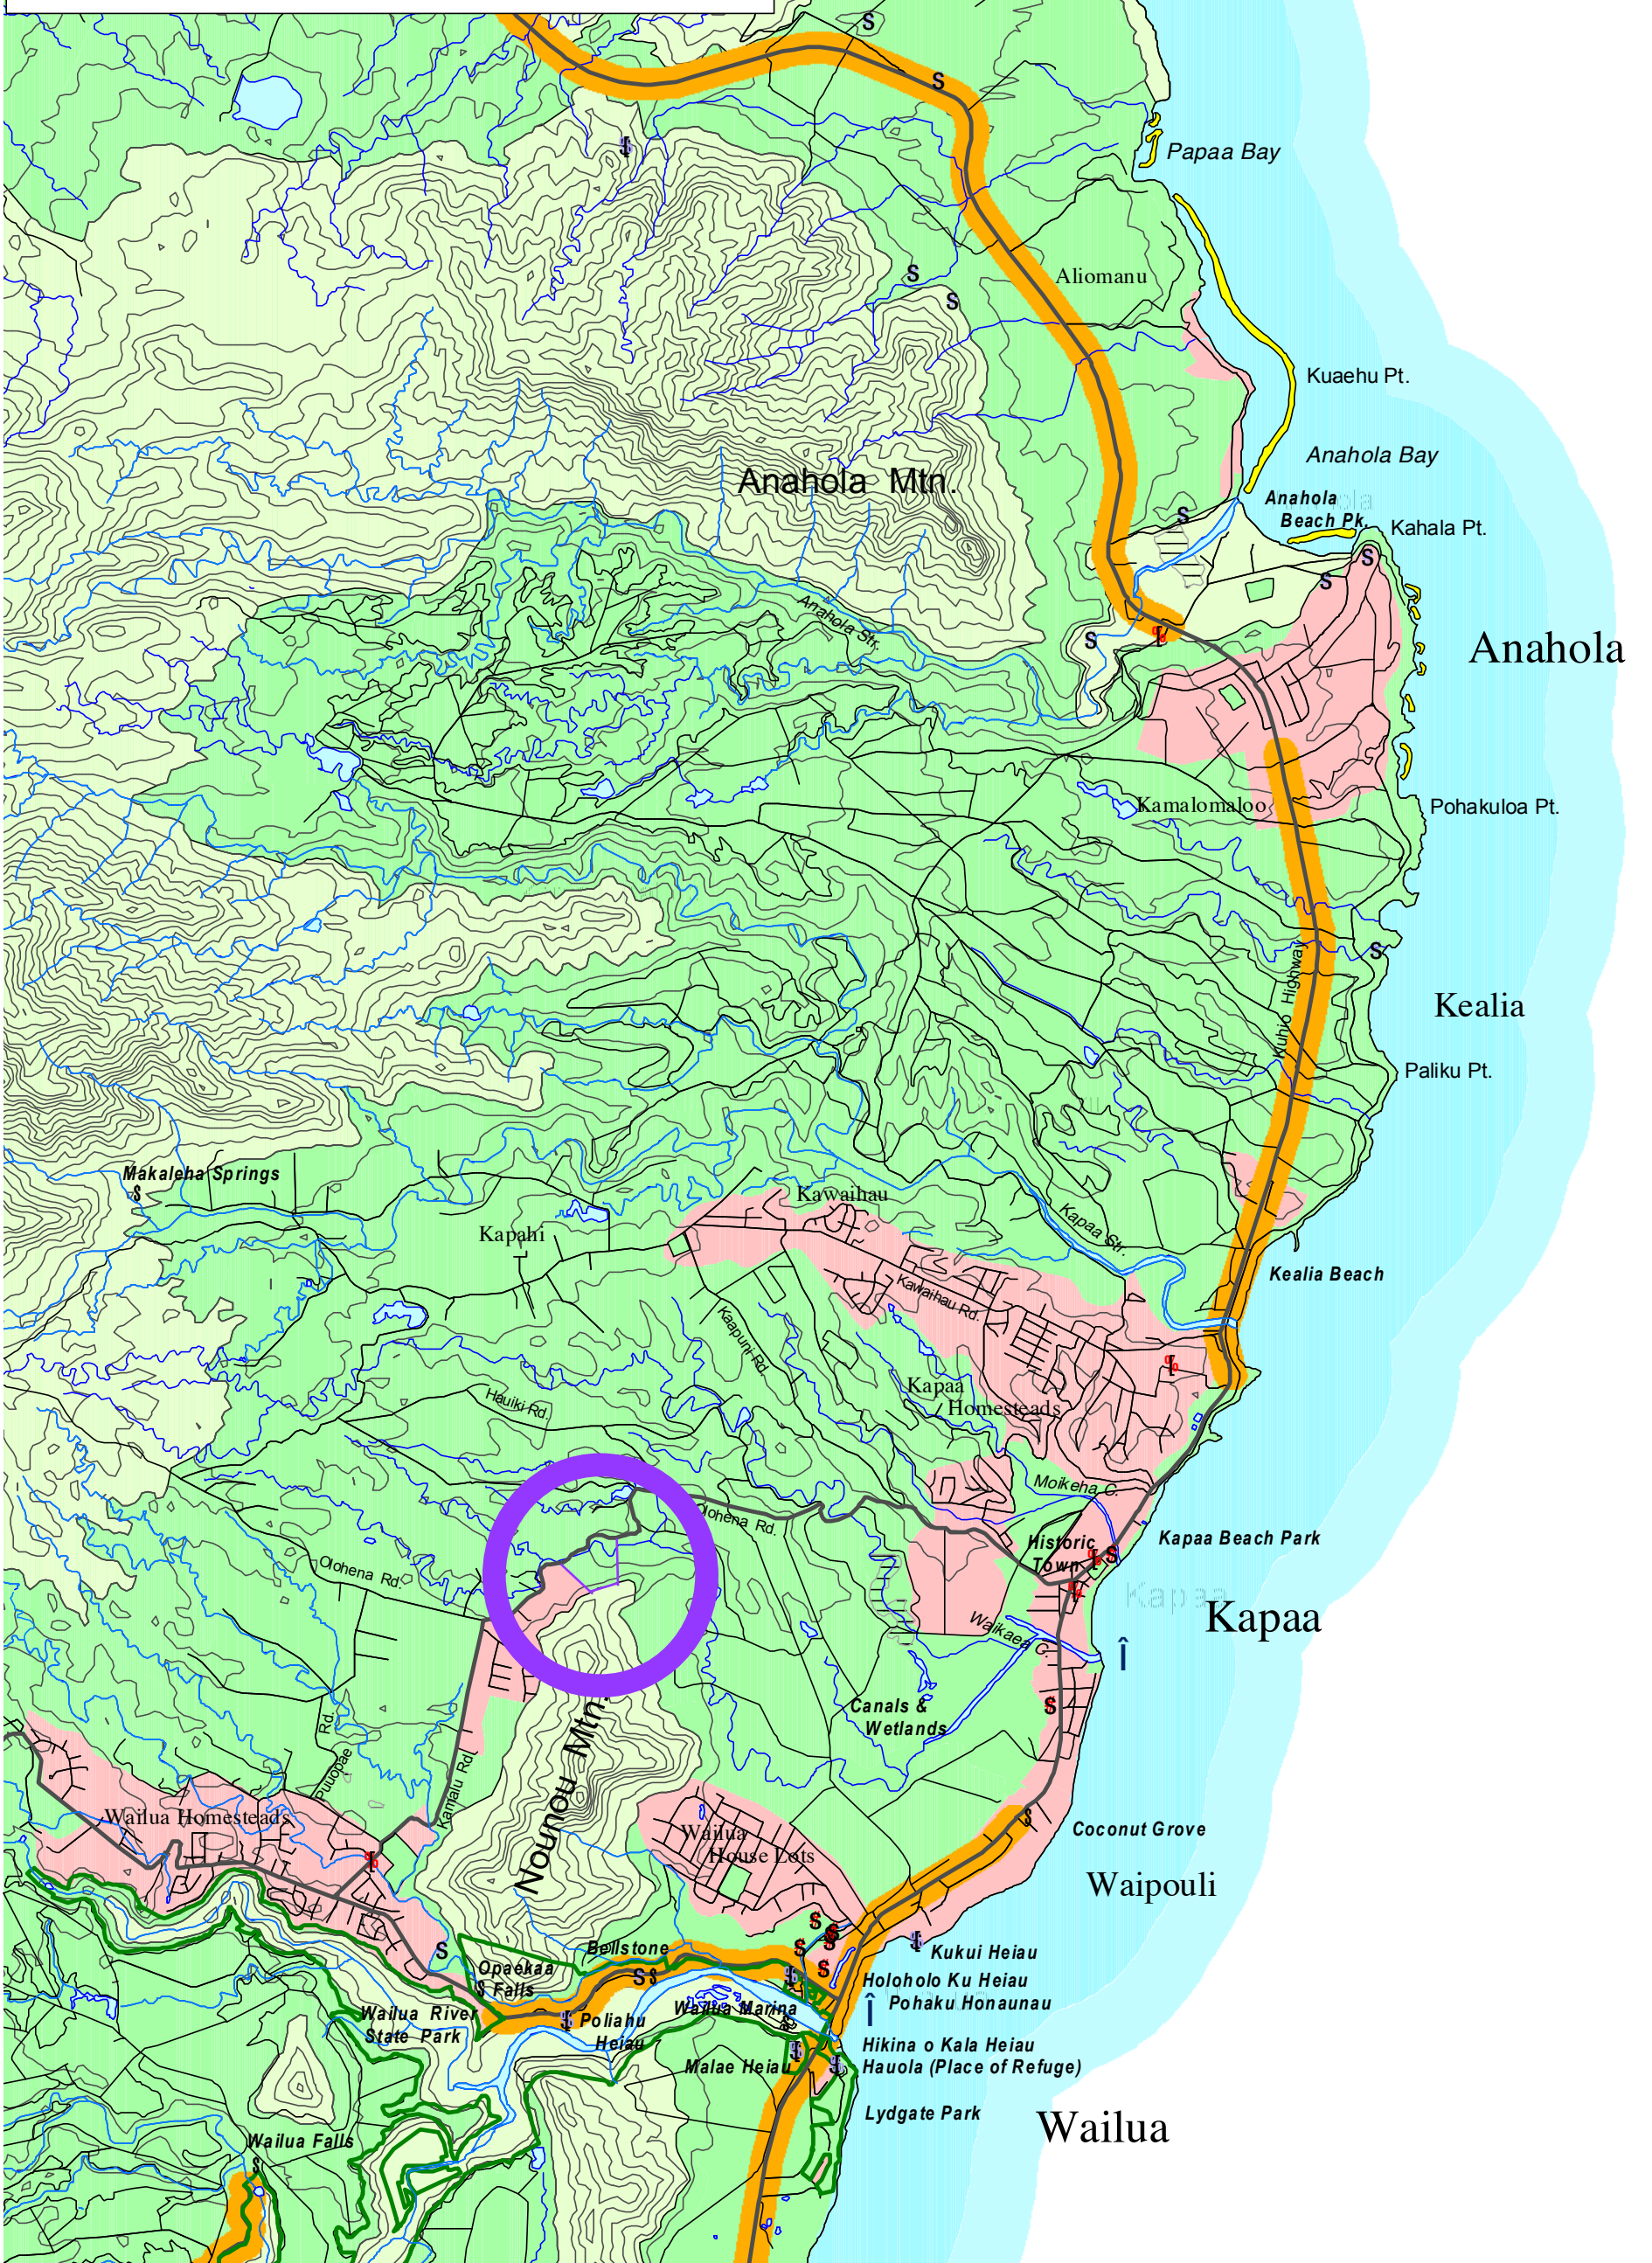 Papaa Bay
Aliomanu
Kuaehu Pt.
Anahola Bay
Anahola Mtn.
Anahola
Beach Pk.
Kahala Pt.
Anahola Str.
Anahola
Kamalomaloo
Pohakuloa Pt.
Kuhio Highway
Kealia
Paliku Pt.
Makaleha Springs
Kawaihau
Kapahi
Kapaa Str.
Kealia Beach
Kawaihau Rd.
Kaapuni Rd.
Kapaa
Homesteads
Hauiki Rd.
Moikeha C.
Olohena Rd.
Historic
Town
Kapaa Beach Park
Olohena Rd.
Kapaa
Kapaa
Waikaea C.
Canals &
Wetlands
Puuopae Rd.
Kamalu Rd.
Nounou Mtn.
Wailua Homesteads
Wailua
House Lots
Coconut Grove
Waipouli
Bellstone
Kukui Heiau
Opaekaa
Falls
Holoholo Ku Heiau
Pohaku Honaunau
Wailua River
State Park
Poliahu
Heiau
Wailua Marina
Hikina o Kala Heiau
Hauola (Place of Refuge)
Malae Heiau
Lydgate Park
Wailua
Wailua Falls